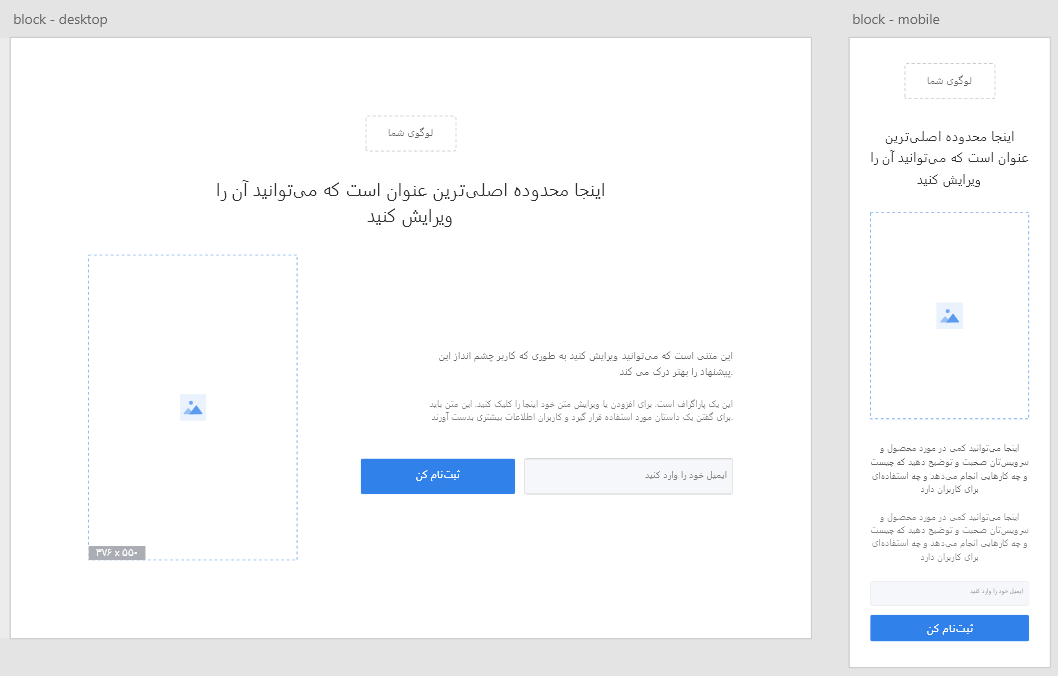 block - desktop
لوگوی شما
اینجا محدوده اصلی‌ترین عنوان است که می‌توانید آن را
ویرایش کنید
این متنی است که می‌توانید ویرایش کنید به طوری که کاربر چشم انداز این
.پیشنهاد را بهتر درک می کند
این یک پاراگراف است. برای افزودن یا ویرایش متن خود اینجا را کلیک کنید. این متن باید
.برای گفتن یک داستان مورد استفاده قرار گیرد و کاربران اطلاعات بیشتری بدست آورند
ایمیل خود را وارد کنید
ثبت‌نام کن
۳۷۶ x ۵۵۰
block - mobile
لوگوی شما
اینجا محدوده اصلی‌ترین
عنوان است که می‌توانید آن را
ویرایش کنید
اینجا می‌توانید کمی در مورد محصول و
سرویس‌تان صحبت و توضیح دهید که چیست
و چه کارهایی انجام می‌دهد و چه استفاده‌ای
برای کاربران دارد
اینجا می‌توانید کمی در مورد محصول و
سرویس‌تان صحبت و توضیح دهید که چیست
و چه کارهایی انجام می‌دهد و چه استفاده‌ای
برای کاربران دارد
ایمیل خود را وارد کنید
ثبت‌نام کن